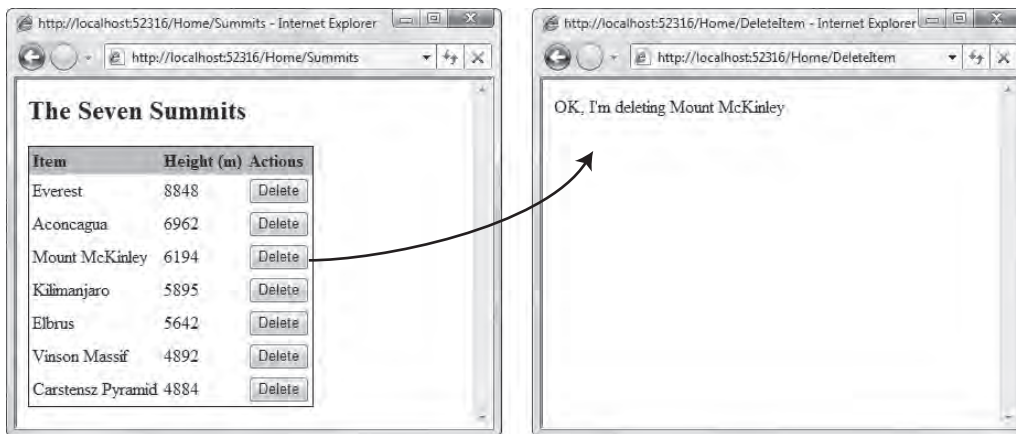 http://localhost:52316/Home/Summits - Internet Explorer
http://localhost:52316/Home/Summits
The Seven Summits
Item Height (m) Actions
Everest 8848 Delete
Aconcagua 6962 Delete
Mount McKinley 6194 Delete
Kilimanjaro 5895 Delete
Elbrus 5642 Delete
Vinson Massif 4892 Delete
Carstensz Pyramid 4884 Delete
http://localhost:52316/Home/DeleteItem - Internet Explorer
http://localhost:52316/Home/DeleteItem
OK, I'm deleting Mount McKinley